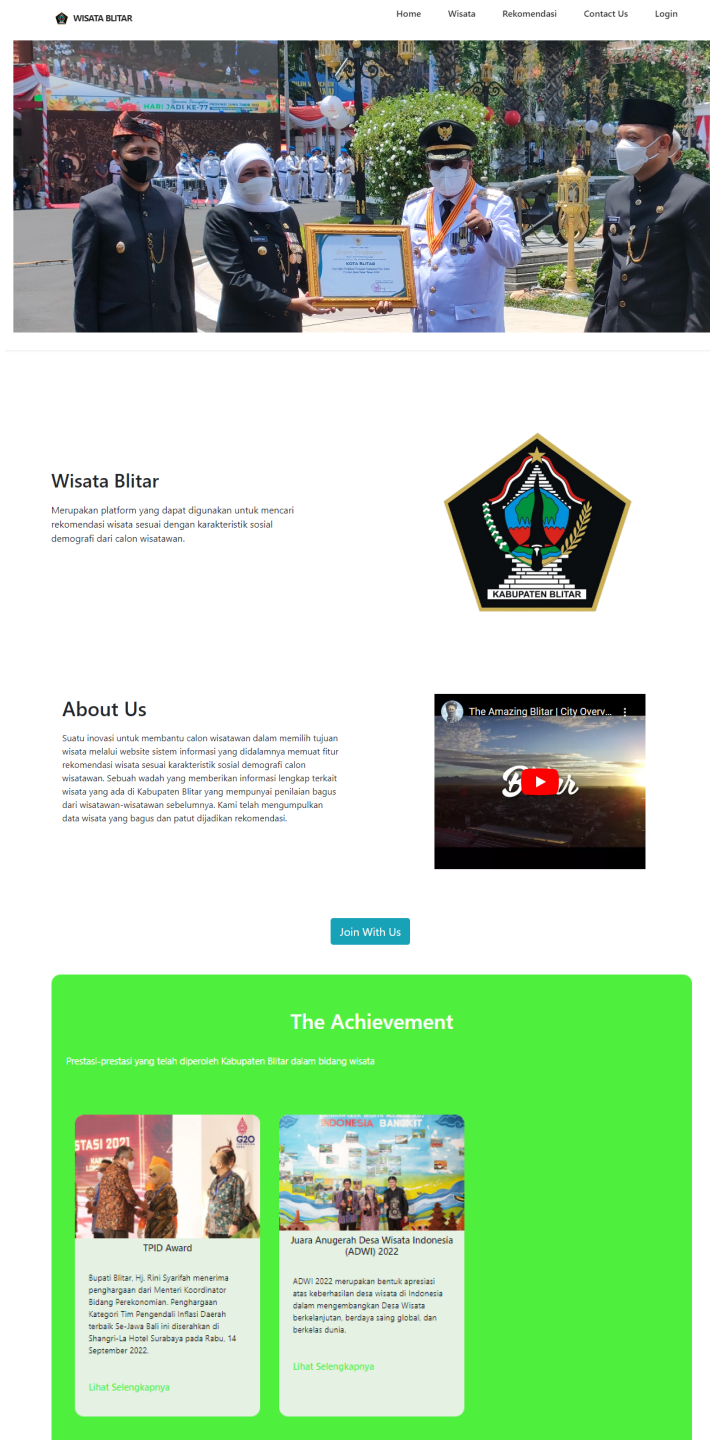 WISATA BLITAR
Home
Wisata
Rekomendasi
Contact Us
Login
HARI JADI KE-77
KOTA BLITAR
Wisata Blitar
Merupakan platform yang dapat digunakan untuk mencari
rekomendasi wisata sesuai dengan karakteristik sosial
demografi dari calon wisatawan.
KABUPATEN BLITAR
About Us
Suatu inovasi untuk membantu calon wisatawan dalam memilih tujuan
wisata melalui website sistem informasi yang didalamnya memuat fitur
rekomendasi wisata sesuai karakteristik sosial demografi calon
wisatawan. Sebuah wadah yang memberikan informasi lengkap terkait
wisata yang ada di Kabupaten Blitar yang mempunyai penilaian bagus
dari wisatawan-wisatawan sebelumnya. Kami telah mengumpulkan
data wisata yang bagus dan patut dijadikan rekomendasi.
The Amazing Blitar | City Overv...
Blitar
Join With Us
The Achievement
Prestasi-prestasi yang telah diperoleh Kabupaten Blitar dalam bidang wisata
STASI 2021
G20
TPID Award
Bupati Blitar, Hj. Rini Syarifah menerima
penghargaan dari Menteri Koordinator
Bidang Perekonomian. Penghargaan
Kategori Tim Pengendali Inflasi Daerah
terbaik Se-Jawa Bali ini diserahkan di
Shangri-La Hotel Surabaya pada Rabu, 14
September 2022.
Lihat Selengkapnya
INDONESIA BANGKIT
Juara Anugerah Desa Wisata Indonesia
(ADWI) 2022
ADWI 2022 merupakan bentuk apresiasi
atas keberhasilan desa wisata di Indonesia
dalam mengembangkan Desa Wisata
berkelanjutan, berdaya saing global, dan
berkelas dunia.
Lihat Selengkapnya